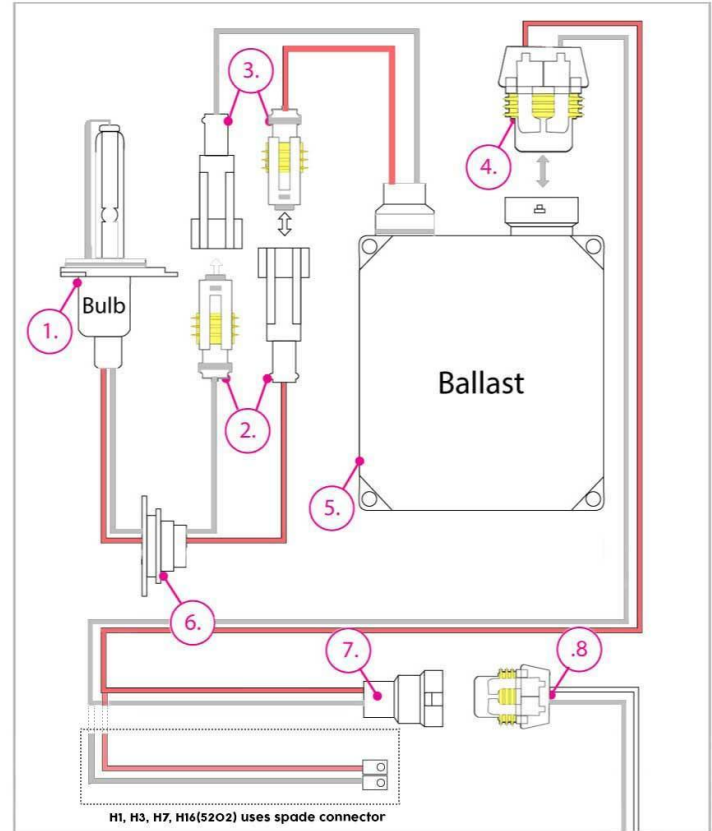 3.
4.
Bulb
1.
Ballast
2.
5.
6.
7.
.8
H1, H3, H7, H16(5202) uses spade connector